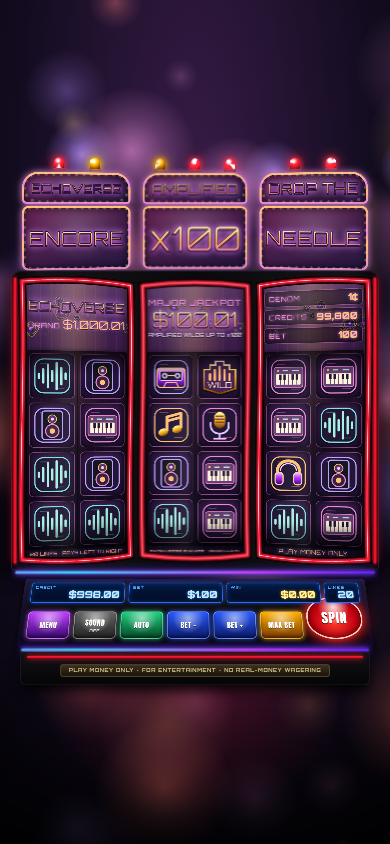 ECHOVERSE
AMPLIFIED
DROP THE
ENCORE
x100
NEEDLE
ECHOVERSE
GRAND $1,000.01
MAJOR JACKPOT
$100.01
AMPLIFIED WILDS UP TO x100
DENOM 1¢
CREDITS 99,800
BET 100
WILD
PLAY MONEY ONLY
CREDIT
$998.00
BET
$1.00
WIN
$0.00
LINES
20
MENU
SOUND
OFF
AUTO
BET -
BET +
MAX BET
SPIN
PLAY MONEY ONLY - FOR ENTERTAINMENT - NO REAL-MONEY WAGERING